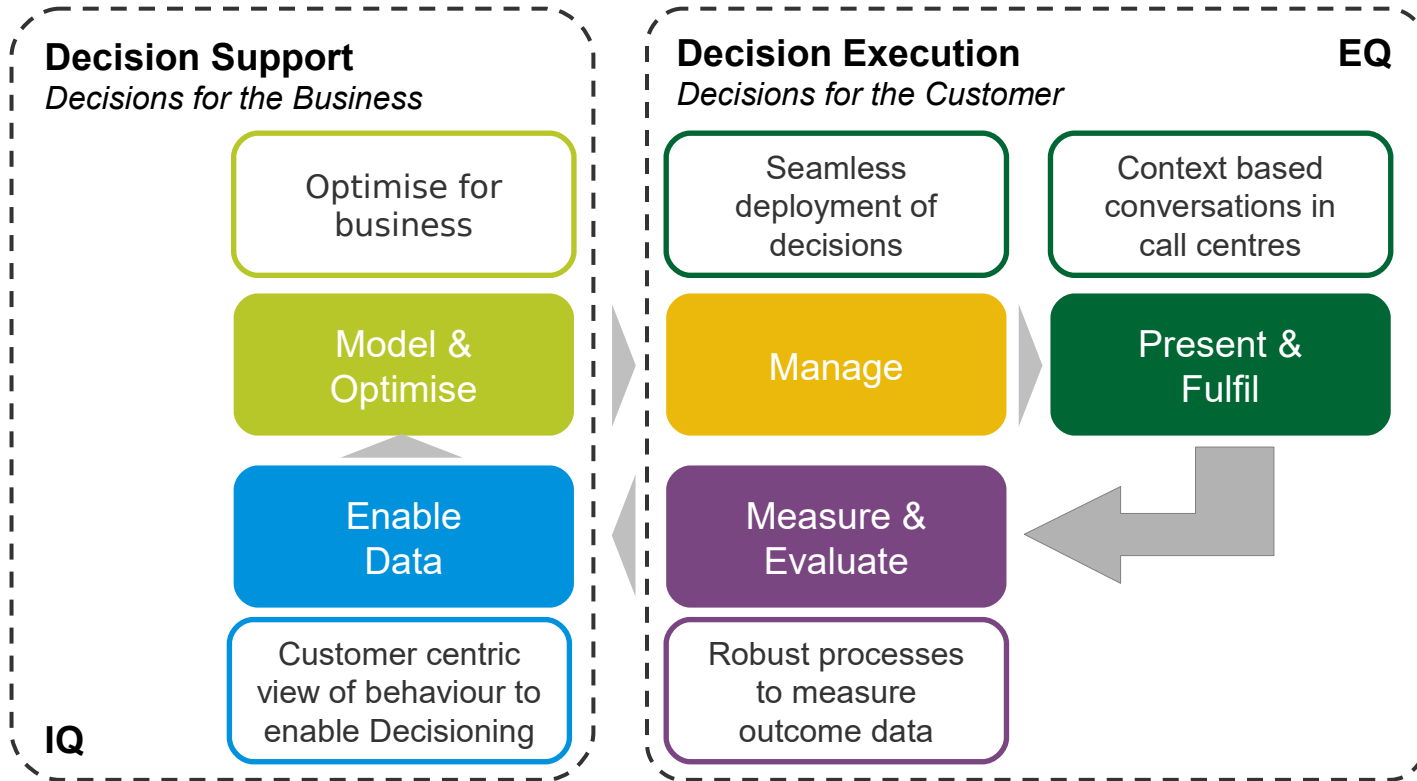 Decision Support
Decisions for the Business
Optimise for
business
Model &
Optimise
Enable
Data
Customer centric
view of behaviour to
enable Decisioning
IQ
Decision Execution
EQ
Decisions for the Customer
Seamless
deployment of
decisions
Context based
conversations in
call centres
Manage
Present &
Fulfil
Measure &
Evaluate
Robust processes
to measure
outcome data